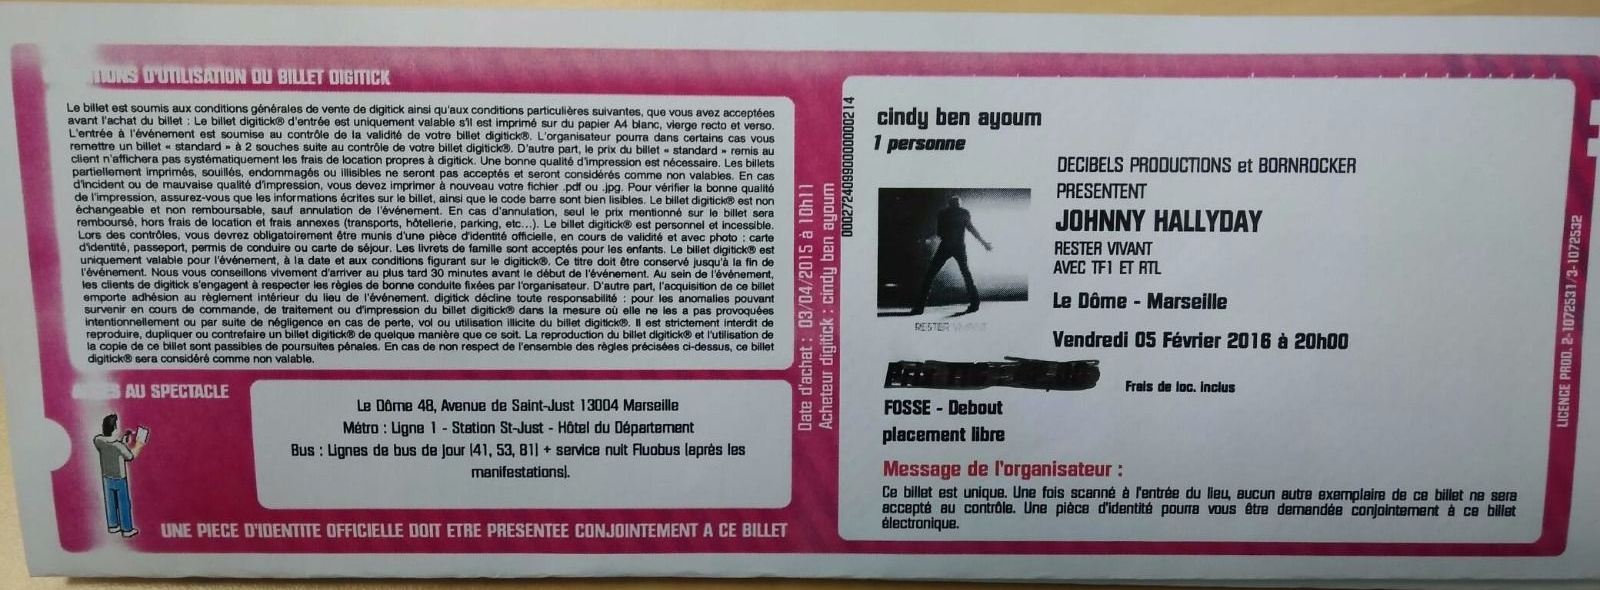 D'UTILISATION DU BILLET DIGITICK
Le billet est soumis aux conditions générales de vente de digitick ainsi qu'aux conditions particulières suivantes, que vous avez acceptées
avant l'achat du billet : Le billet digitick® d'entrée est uniquement valable s'il est imprimé sur du papier A4 blanc, vierge recto et verso.
L'entrée à l'événement est soumise au contrôle de la validité de votre billet digitick®. L'organisateur pourra dans certains cas vous
remettre un billet « standard » à 2 souches suite au contrôle de votre billet digitick®. D'autre part, le prix du billet « standard » remis au
client n'affichera pas systématiquement les frais de location propres à digitick. Une bonne qualité d'impression est nécessaire. Les billets
partiellement imprimés, souillés, endommagés ou illisibles ne seront pas acceptés et seront considérés comme non valables. En cas
d'incident ou de mauvaise qualité d'impression, vous devez imprimer à nouveau votre fichier .pdf ou .jpg. Pour vérifier la bonne qualité
de l'impression, assurez-vous que les informations écrites sur le billet, ainsi que le code barre sont bien lisibles. Le billet digitick® est non
échangeable et non remboursable, sauf annulation de l'événement. En cas d'annulation, seul le prix mentionné sur le billet sera
remboursé, hors frais de location et frais annexes (transports, hôtellerie, parking, etc...). Le billet digitick® est personnel et incessible.
Lors des contrôles, vous devrez obligatoirement être munis d'une pièce d'identité officielle, en cours de validité et avec photo : carte
d'identité, passeport, permis de conduire ou carte de séjour. Les livrets de famille sont acceptés pour les enfants. Le billet digitick® est
uniquement valable pour l'événement, à la date et aux conditions figurant sur le digitick®. Ce titre doit être conservé jusqu'à la fin de
l'événement. Nous vous conseillons vivement d'arriver au plus tard 30 minutes avant le début de l'événement. Au sein de l'événement,
les clients de digitick s'engagent à respecter les règles de bonne conduite fixées par l'organisateur. D'autre part, l'acquisition de ce billet
emporte adhésion au règlement intérieur du lieu de l'événement. digitick décline toute responsabilité : pour les anomalies pouvant
survenir en cours de commande, de traitement ou d'impression du billet digitick® dans la mesure où elle ne les a pas provoquées
intentionnellement ou par suite de négligence en cas de perte, vol ou utilisation illicite du billet digitick®. Il est strictement interdit de
reproduire, dupliquer ou contrefaire un billet digitick® de quelque manière que ce soit. La reproduction du billet digitick® et l'utilisation de
la copie de ce billet sont passibles de poursuites pénales. En cas de non respect de l'ensemble des règles précisées ci-dessus, ce billet
digitick® sera considéré comme non valable.
AU SPECTACLE
Le Dôme 48, Avenue de Saint-Just 13004 Marseille
Métro : Ligne 1 - Station St-Just - Hôtel du Département
Bus : Lignes de bus de jour (41, 53, 81) + service nuit Fluobus (après les
manifestations).
UNE PIECE D'IDENTITE OFFICIELLE DOIT ETRE PRESENTEE CONJOINTEMENT A CE BILLET
Date d'achat : 03/04/2015 à 10h11
Acheteur digitick : cindy ben ayoum
cindy ben ayoum
1 personne
DECIBELS PRODUCTIONS et BORNROCKER
PRESENTENT
JOHNNY HALLYDAY
RESTER VIVANT
AVEC TF1 ET RTL
Le Dôme - Marseille
Vendredi 05 Février 2016 à 20h00
RESTER VIVANT
Frais de loc. inclus
FOSSE - Debout
placement libre
Message de l'organisateur :
Ce billet est unique. Une fois scanné à l'entrée du lieu, aucun autre exemplaire de ce billet ne sera
accepté au contrôle. Une pièce d'identité pourra vous être demandée conjointement à ce billet
électronique.
LICENCE PROD. 2-1072531/3-1072532